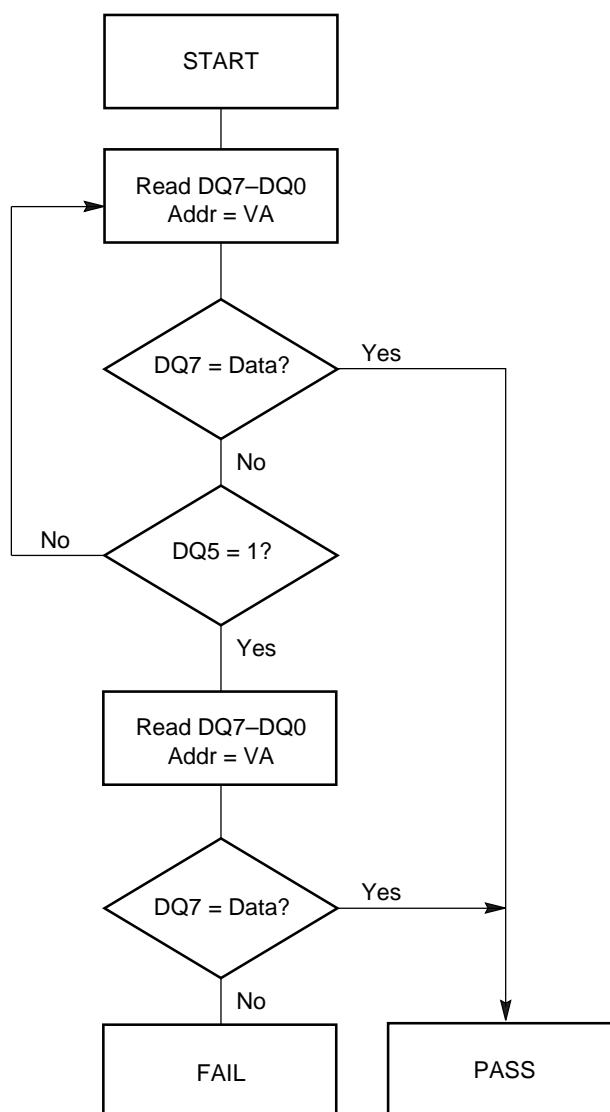 START
Read DQ7–DQ0
Addr = VA
DQ7 = Data?
Yes
No
No
DQ5 = 1?
Yes
Read DQ7–DQ0
Addr = VA
DQ7 = Data?
Yes
No
FAIL
PASS